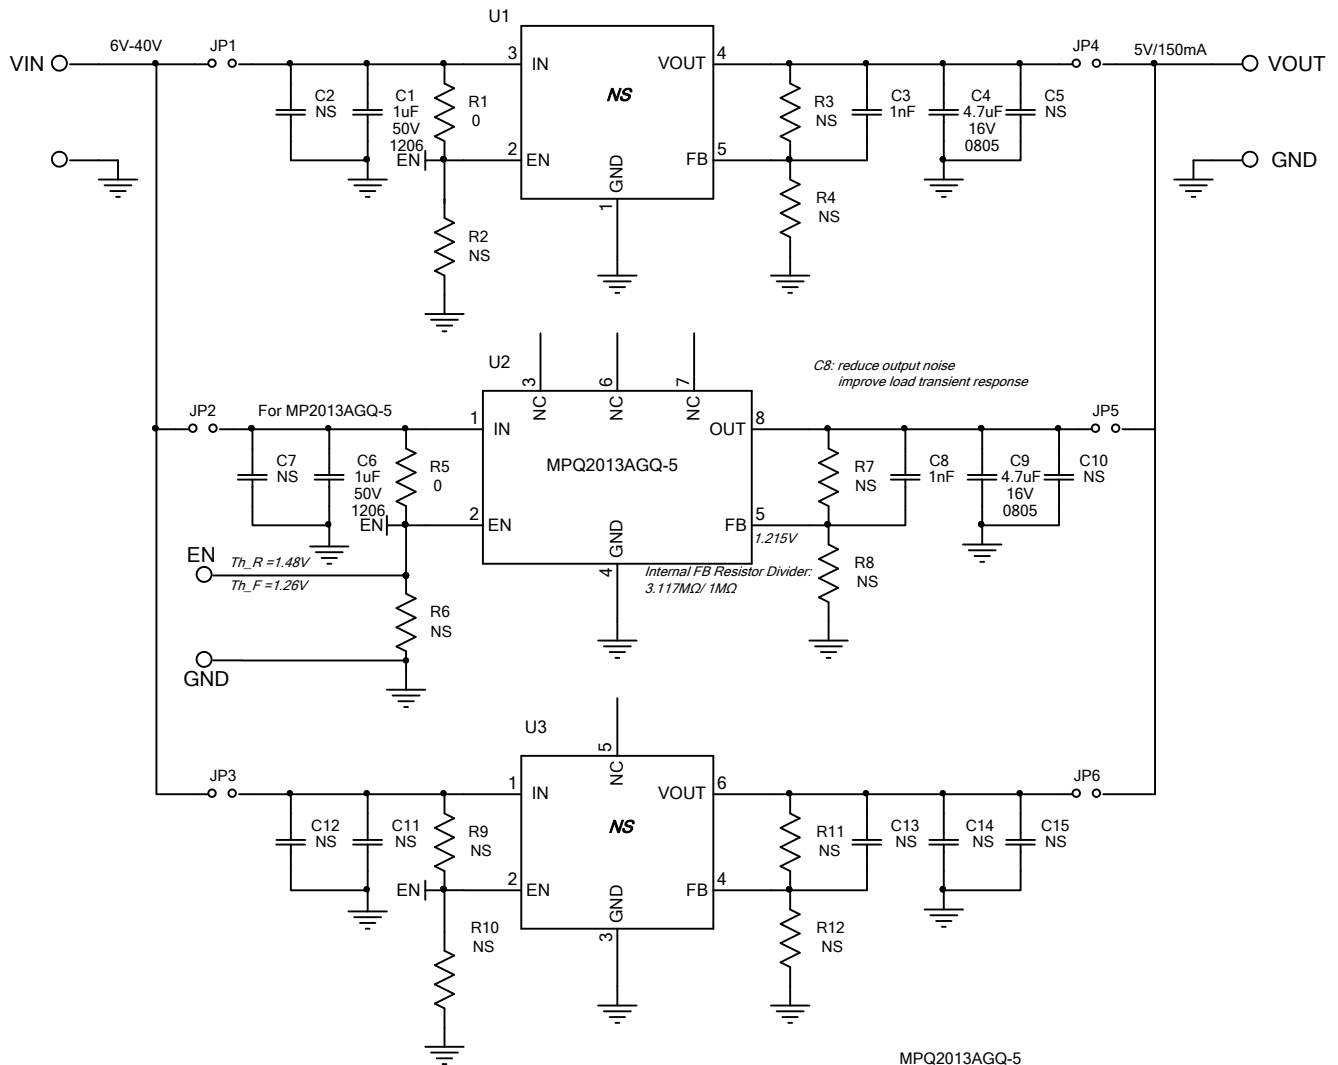 U1
VIN
6V-40V
JP1
3
IN
VOUT
4
JP4
5V/150mA
VOUT
NS
C2
NS
C1
1uF
50V
1206
R1
0
R3
NS
C3
1nF
C4
4.7uF
16V
0805
C5
NS
EN
2
EN
GND
1
FB
5
GND
R2
NS
R4
NS
U2
3
NC
6
NC
7
NC
C8: reduce output noise
improve load transient response
JP2
For MP2013AGQ-5
1
IN
OUT
8
JP5
MPQ2013AGQ-5
C7
NS
C6
1uF
50V
1206
R5
0
R7
NS
C8
1nF
C9
4.7uF
16V
0805
C10
NS
EN
2
EN
GND
4
FB
5
1.215V
EN
Th_R =1.48V
Th_F =1.26V
Internal FB Resistor Divider:
3.117MΩ/ 1MΩ
R8
NS
R6
NS
GND
U3
5
NC
JP3
1
IN
VOUT
6
JP6
NS
C12
NS
C11
NS
R9
NS
R11
NS
C13
NS
C14
NS
C15
NS
EN
2
EN
GND
3
FB
4
R10
NS
R12
NS
MPQ2013AGQ-5